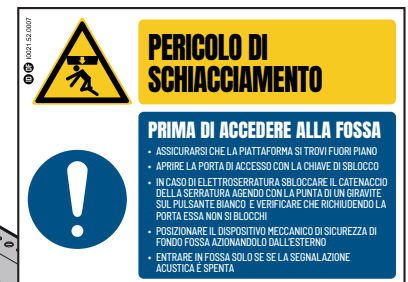 I0021.52.0007
PERICOLO DI
SCHIACCIAMENTO
PRIMA DI ACCEDERE ALLA FOSSA
• ASSICURARSI CHE LA PIATTAFORMA SI TROVI FUORI PIANO
• APRIRE LA PORTA DI ACCESSO CON LA CHIAVE DI SBLOCCO
• IN CASO DI ELETTROSERRATURA SBLOCCARE IL CATENACCIO
DELLA SERRATURA AGENDO CON LA PUNTA DI UN GIRAVITE
SUL PULSANTE BIANCO E VERIFICARE CHE RICHIUDENDO LA
PORTA ESSA NON SI BLOCCHI
• POSIZIONARE IL DISPOSITIVO MECCANICO DI SICUREZZA DI
FONDO FOSSA AZIONANDOLO DALL'ESTERNO
• ENTRARE IN FOSSA SOLO SE SE LA SEGNALAZIONE
ACUSTICA È SPENTA